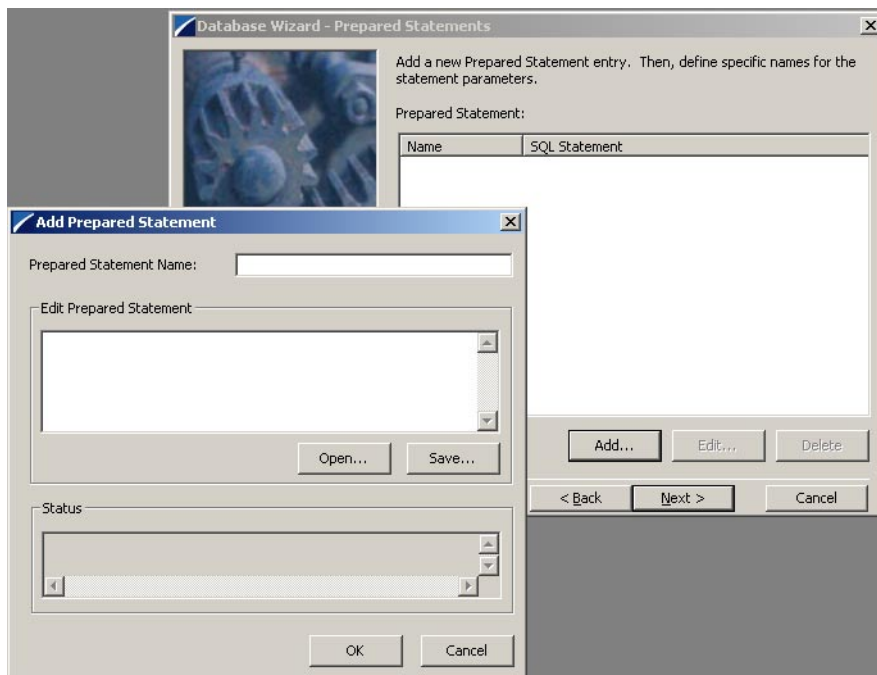 Database Wizard - Prepared Statements
Add a new Prepared Statement entry. Then, define specific names for the
statement parameters.
Prepared Statement:
Name SQL Statement
Add... Edit... Delete
< Back Next > Cancel
Add Prepared Statement
Prepared Statement Name:
Edit Prepared Statement
Open... Save...
Status
OK Cancel